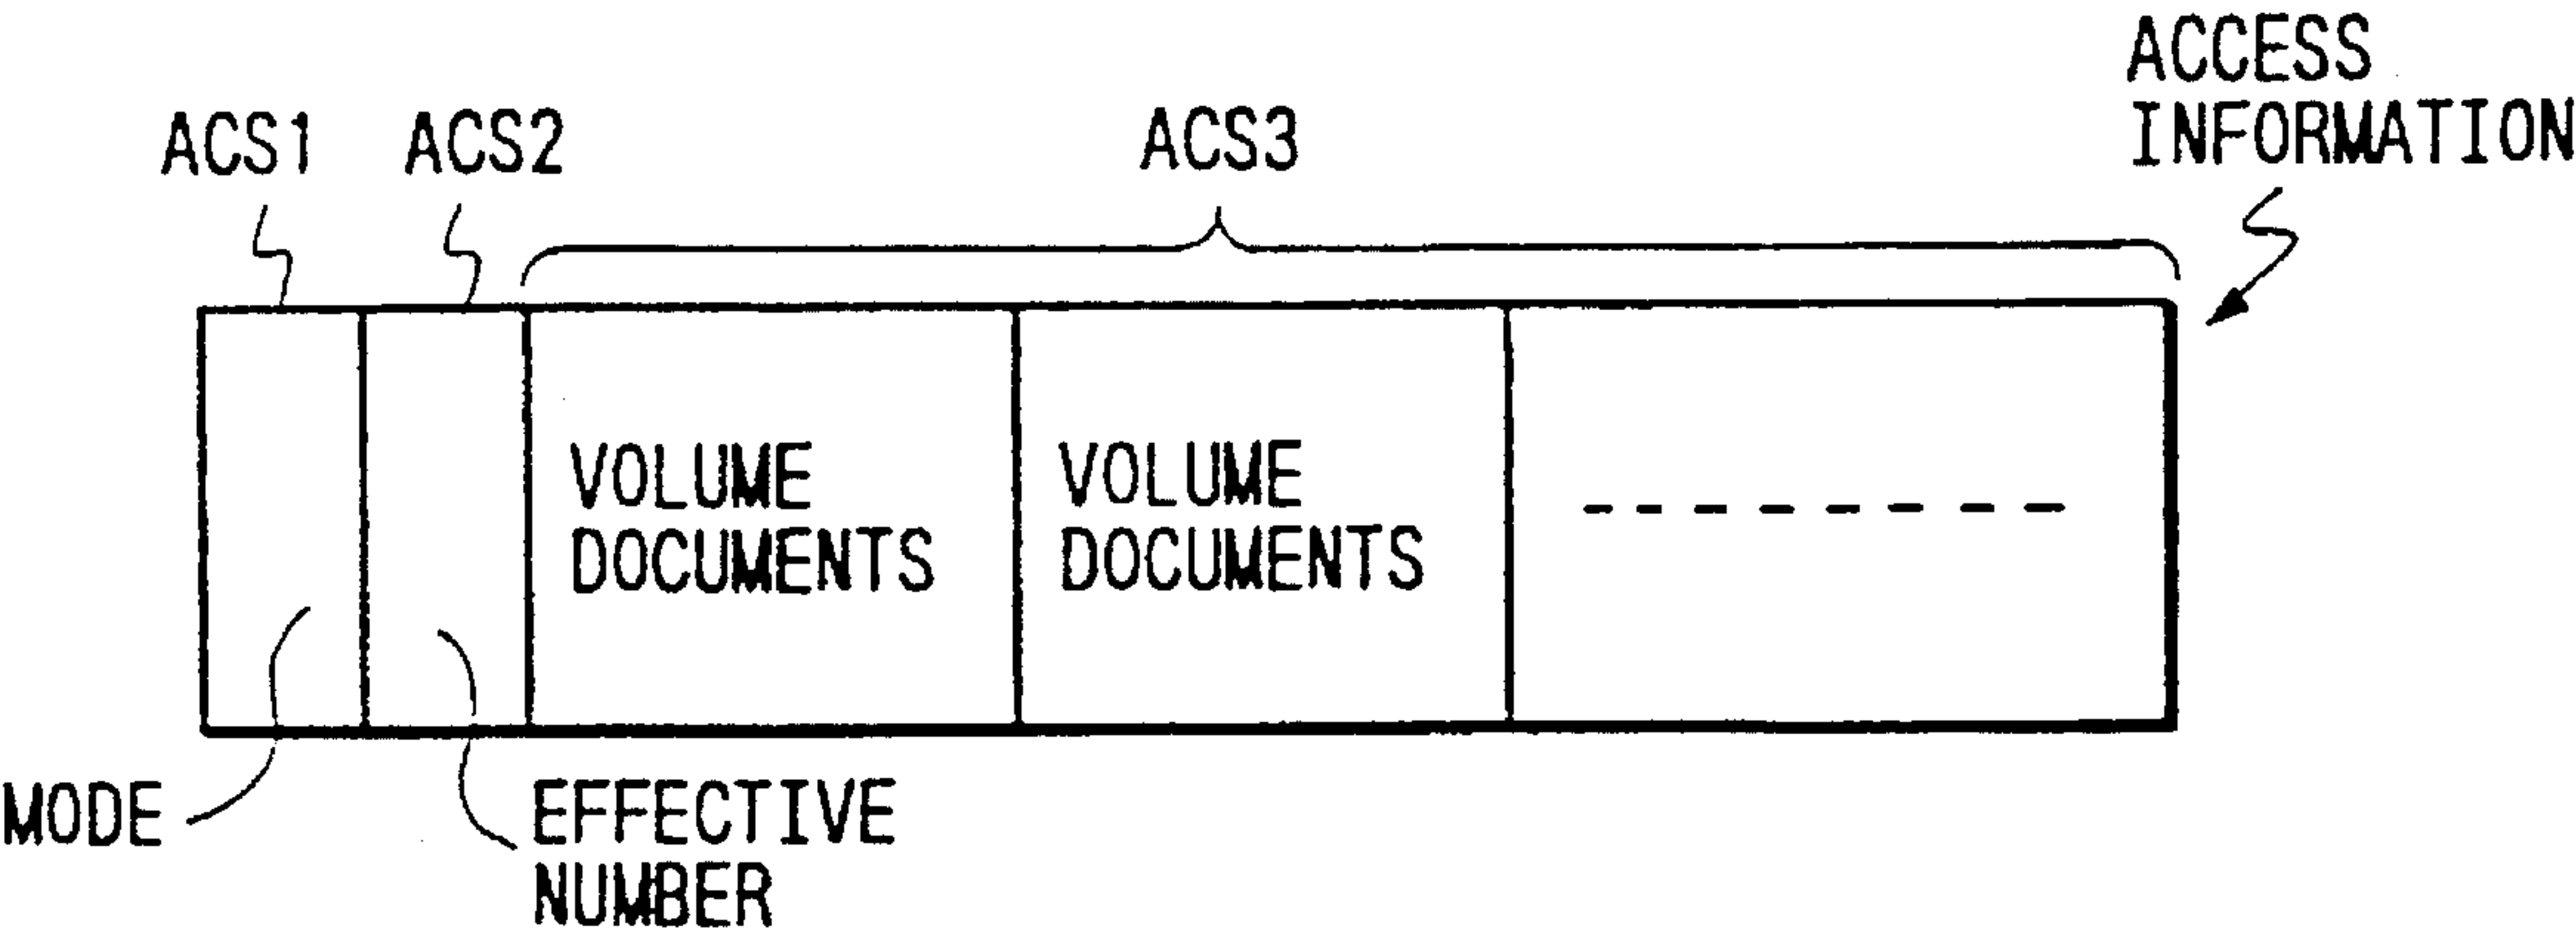 ACCESS
INFORMATION
ACS1
ACS2
ACS3
VOLUME
DOCUMENTS
VOLUME
DOCUMENTS
MODE
EFFECTIVE
NUMBER